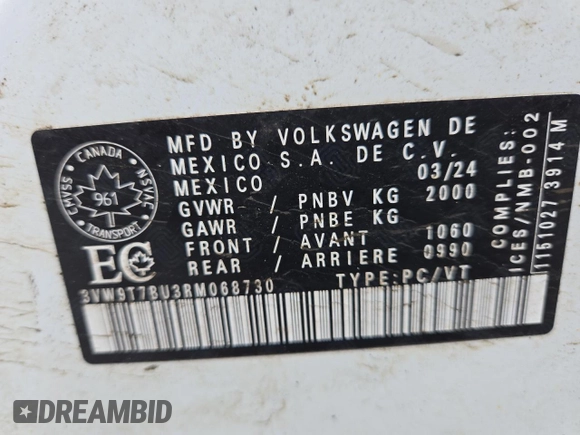 MFD BY VOLKSWAGEN DE
MEXICO S.A. DE C.V.
MEXICO 03/24
GVWR / PNBV KG 2000
GAWR / PNBE KG
FRONT / AVANT 1060
REAR / ARRIERE 0990
TYPE:PC/VT
3VW9T7BU3RM068730
COMPLIES:
ICES/NMB-002
1151027 3914 M
CANADA
CMVSS
NSVAC
961
TRANSPORT
EC
DREAMBID